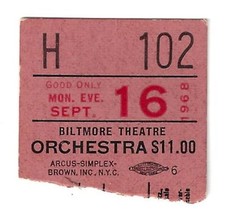 H 102
GOOD ONLY
MON. EVE.
SEPT. 16 1968
BILTMORE THEATRE
ORCHESTRA $11.00
ARCUS-SIMPLEX-
BROWN, INC. N.Y.C. 6